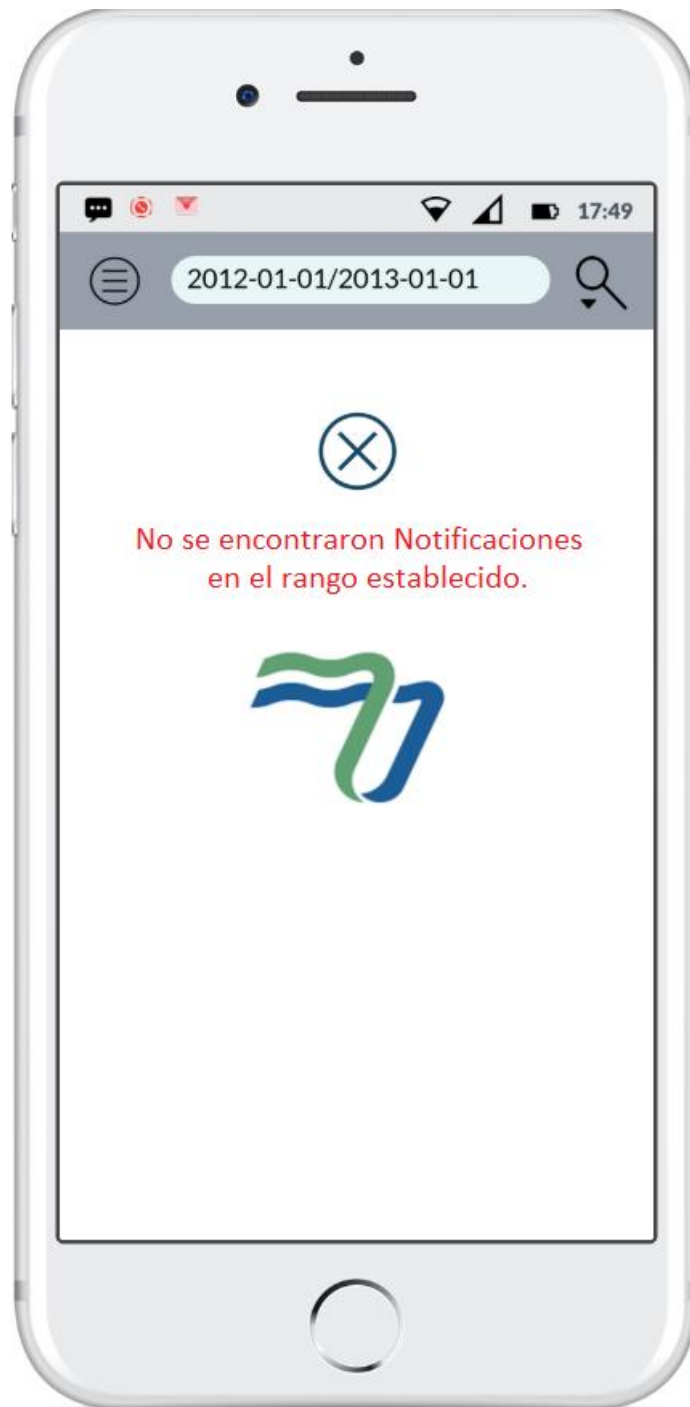 17:49
2012-01-01/2013-01-01
No se encontraron Notificaciones
en el rango establecido.